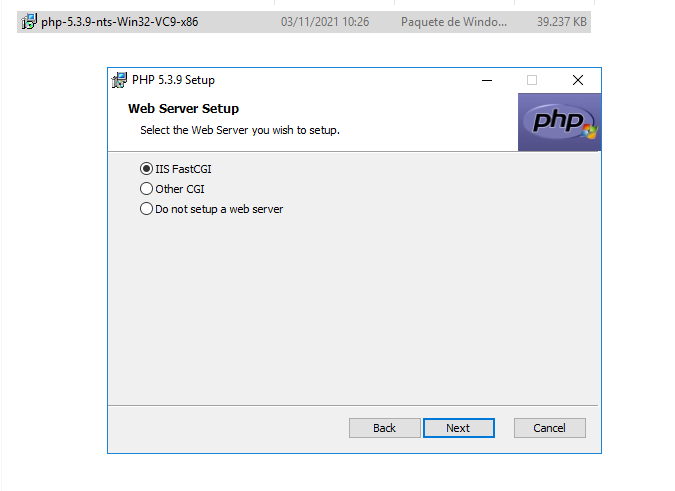 php-5.3.9-nts-Win32-VC9-x86 03/11/2021 10:26 Paquete de Windo... 39.237 KB
PHP 5.3.9 Setup
Web Server Setup
Select the Web Server you wish to setup.
php
IIS FastCGI
Other CGI
Do not setup a web server
Back Next Cancel